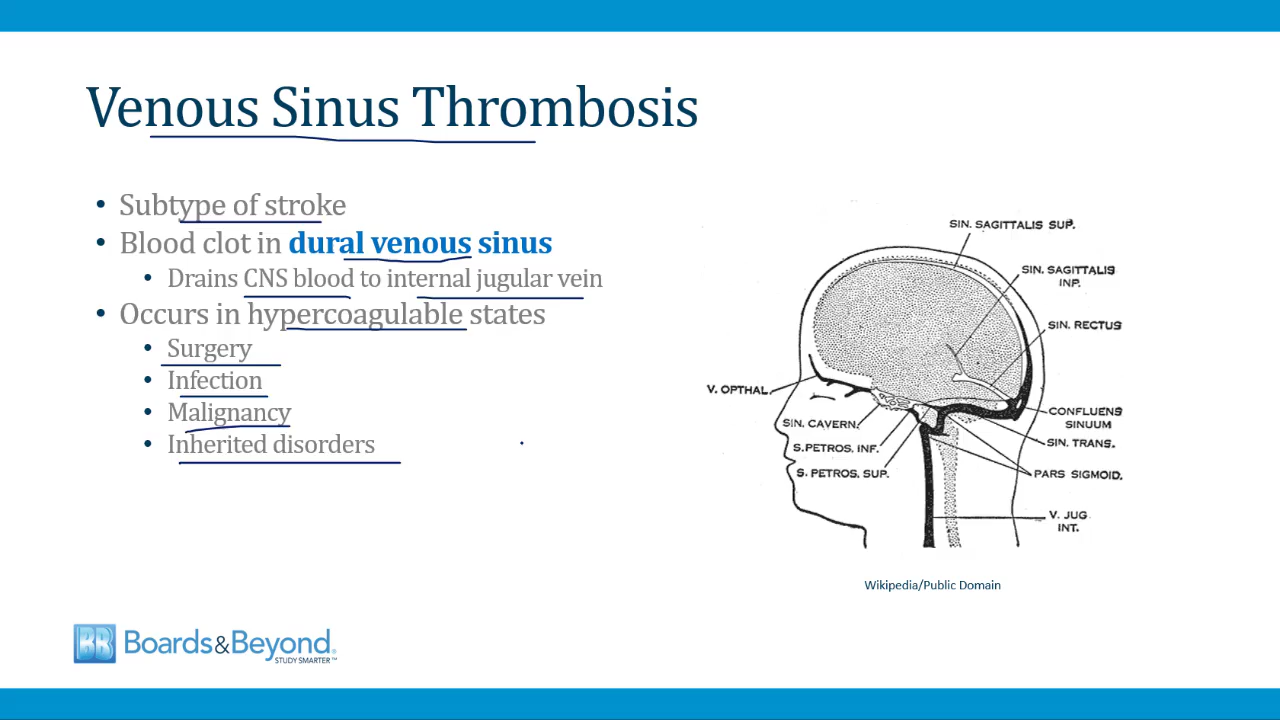 Venous Sinus Thrombosis
• Subtype of stroke
• Blood clot in dural venous sinus
• Drains CNS blood to internal jugular vein
• Occurs in hypercoagulable states
• Surgery
• Infection
• Malignancy
• Inherited disorders
SIN. SAGITTALIS SUP.
SIN. SAGITTALIS
INP.
SIN. RECTUS
V. OPTHAL.
CONFLUENS
SINUUM
SIN. CAVERN.
SIN. TRANS.
S. PETROS. INF.
S. PETROS. SUP.
PARS SIGMOID.
V. JUG
INT.
Wikipedia/Public Domain
BB Boards&Beyond®
STUDY SMARTER™